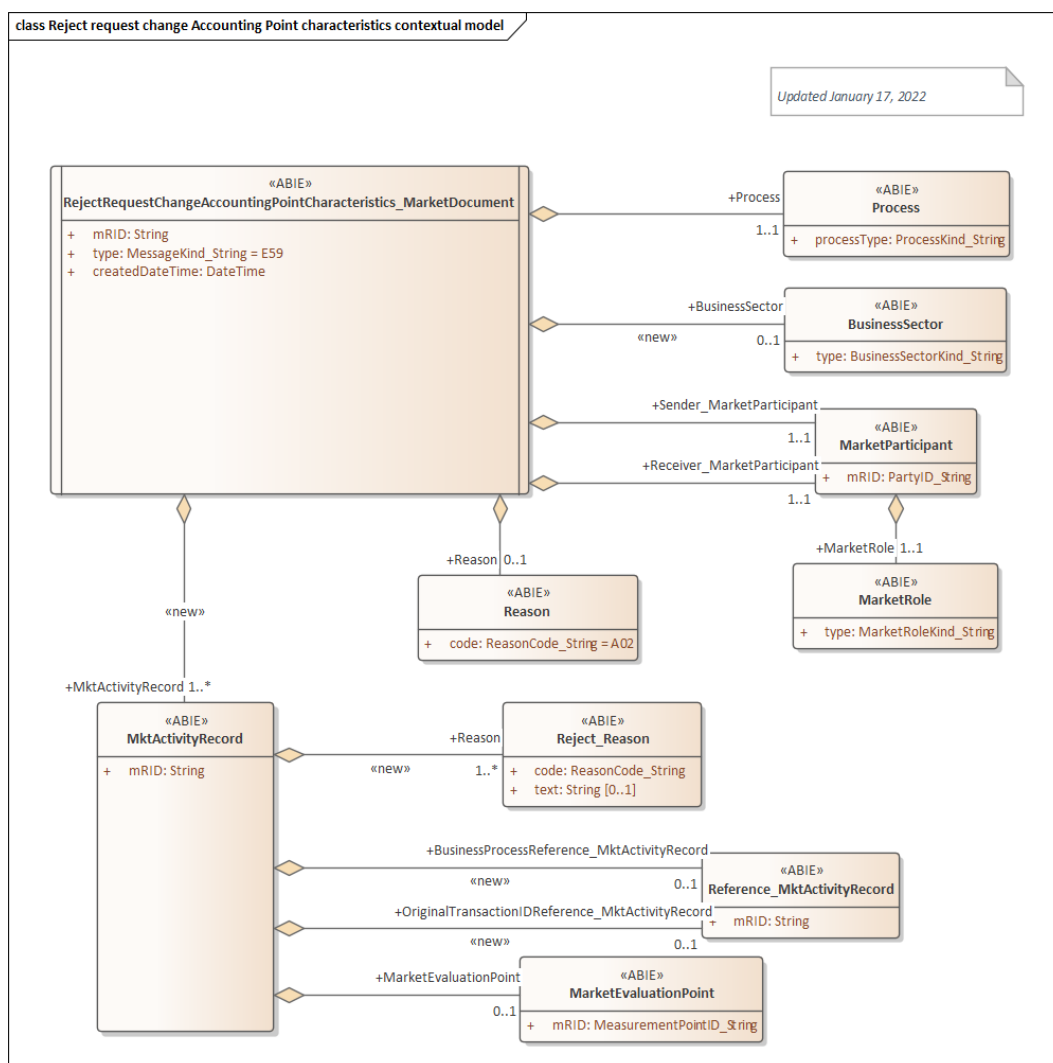 class Reject request change Accounting Point characteristics contextual model
Updated January 17, 2022
«ABIE»
RejectRequestChangeAccountingPointCharacteristics_MarketDocument
+ mRID: String
+ type: MessageKind_String = E59
+ createdDateTime: DateTime
+Process
1..1
«ABIE»
Process
+ processType: ProcessKind_String
+BusinessSector
«new»
0..1
«ABIE»
BusinessSector
+ type: BusinessSectorKind_String
+Sender_MarketParticipant
1..1
+Receiver_MarketParticipant
1..1
«ABIE»
MarketParticipant
+ mRID: PartyID_String
+MarketRole 1..1
«ABIE»
MarketRole
+ type: MarketRoleKind_String
+Reason 0..1
«ABIE»
Reason
+ code: ReasonCode_String = A02
«new»
+MktActivityRecord 1..*
«ABIE»
MktActivityRecord
+ mRID: String
+Reason
«new»
1..*
«ABIE»
Reject_Reason
+ code: ReasonCode_String
+ text: String [0..1]
+BusinessProcessReference_MktActivityRecord
«new»
0..1
+OriginalTransactionIDReference_MktActivityRecord
«new»
0..1
«ABIE»
Reference_MktActivityRecord
+ mRID: String
+MarketEvaluationPoint
0..1
«ABIE»
MarketEvaluationPoint
+ mRID: MeasurementPointID_String